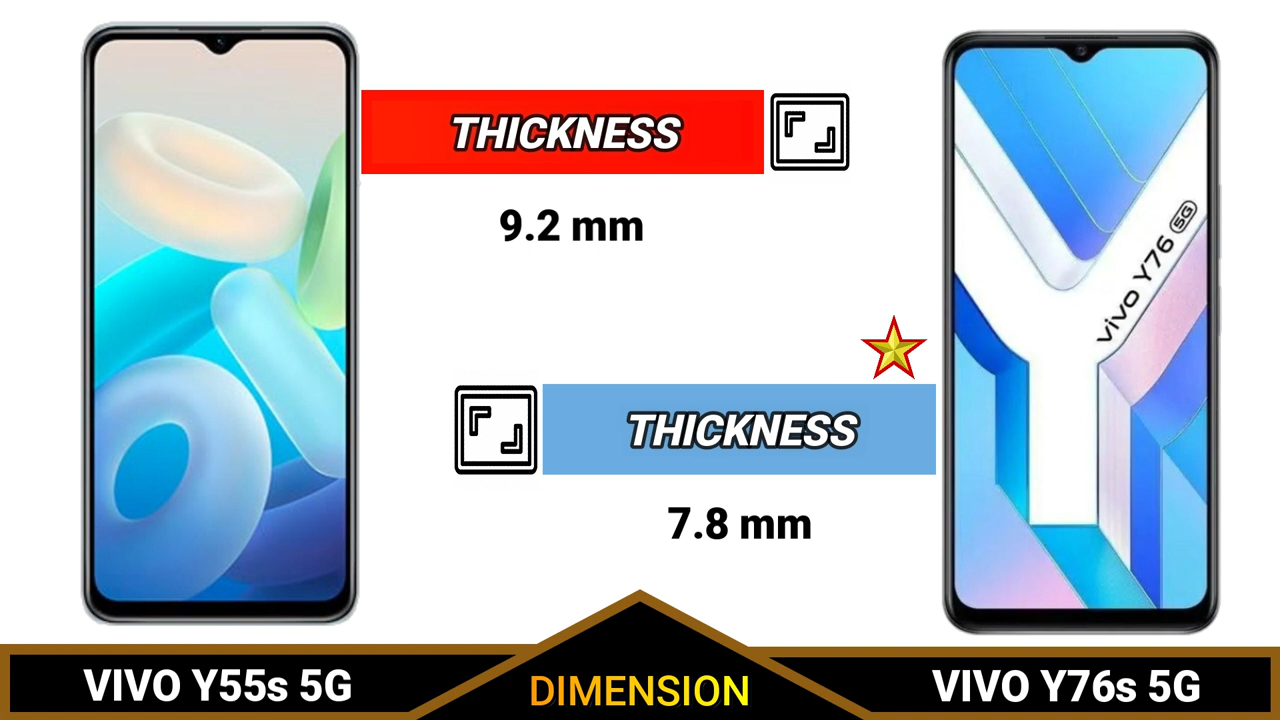 THICKNESS
9.2 mm
vivo Y76 5G
THICKNESS
7.8 mm
VIVO Y55s 5G
DIMENSION
VIVO Y76s 5G